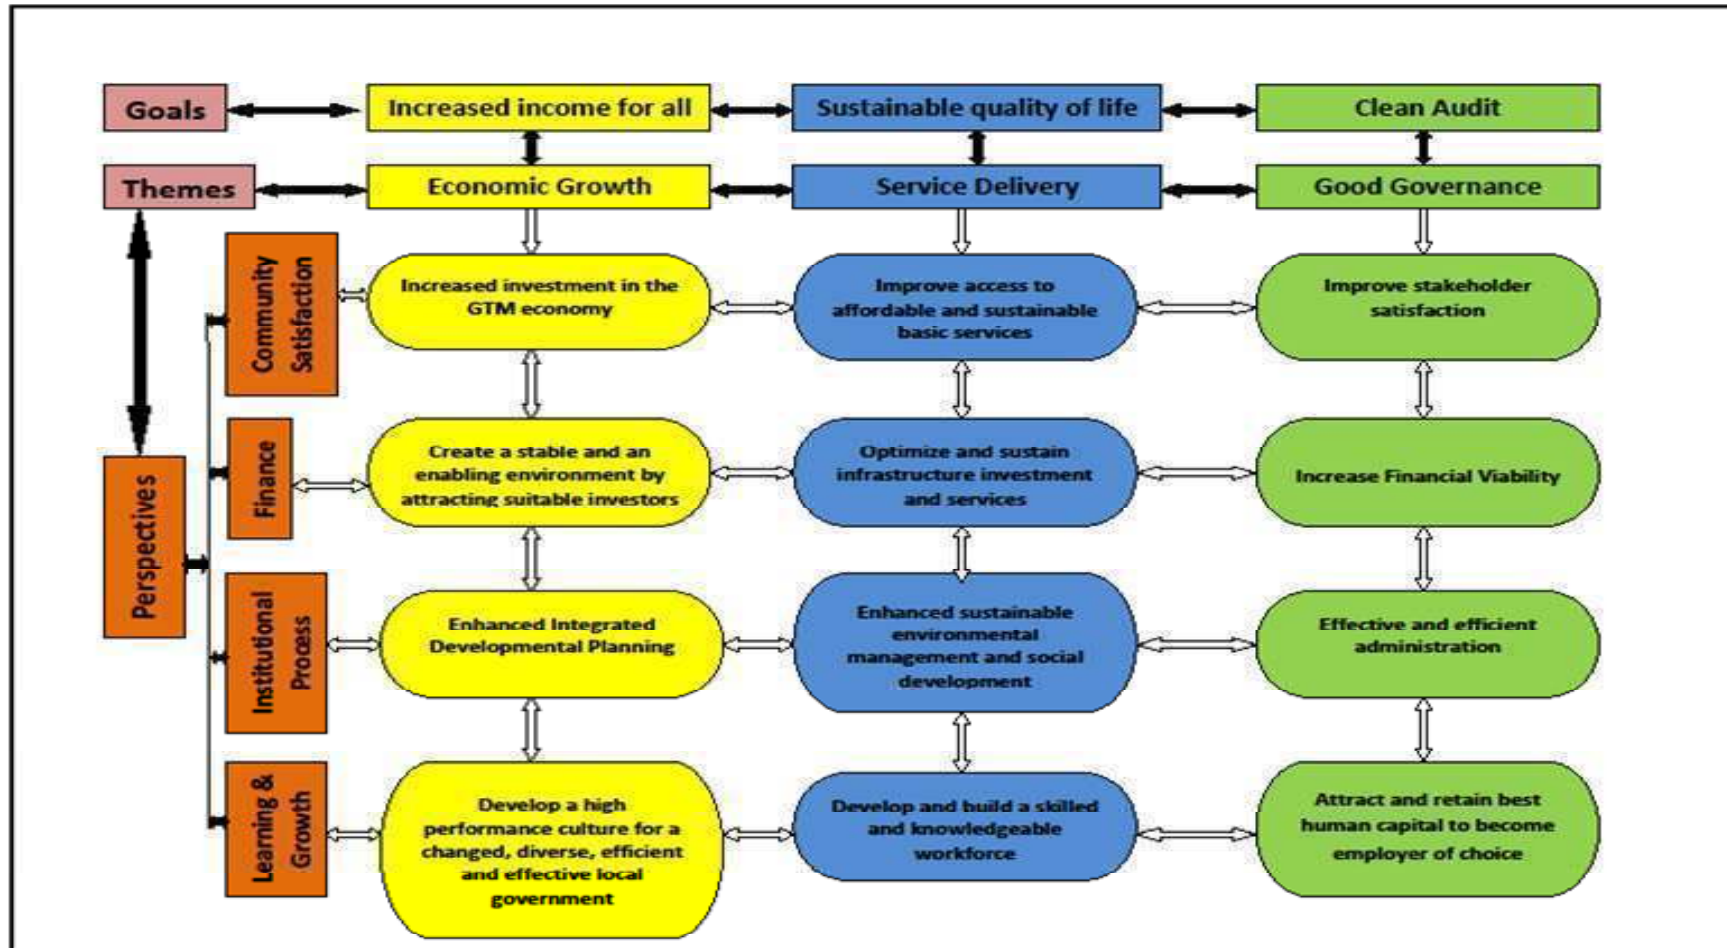 Goals
Increased income for all
Sustainable quality of life
Clean Audit
Themes
Economic Growth
Service Delivery
Good Governance
Perspectives
Community
Satisfaction
Increased investment in the
GTM economy
Improve access to
affordable and sustainable
basic services
Improve stakeholder
satisfaction
Finance
Create a stable and an
enabling environment by
attracting suitable investors
Optimize and sustain
infrastructure investment
and services
Increase Financial Viability
Institutional
Process
Enhanced Integrated
Developmental Planning
Enhanced sustainable
environmental
management and social
development
Effective and efficient
administration
Learning &
Growth
Develop a high
performance culture for a
changed, diverse, efficient
and effective local
government
Develop and build a skilled
and knowledgeable
workforce
Attract and retain best
human capital to become
employer of choice